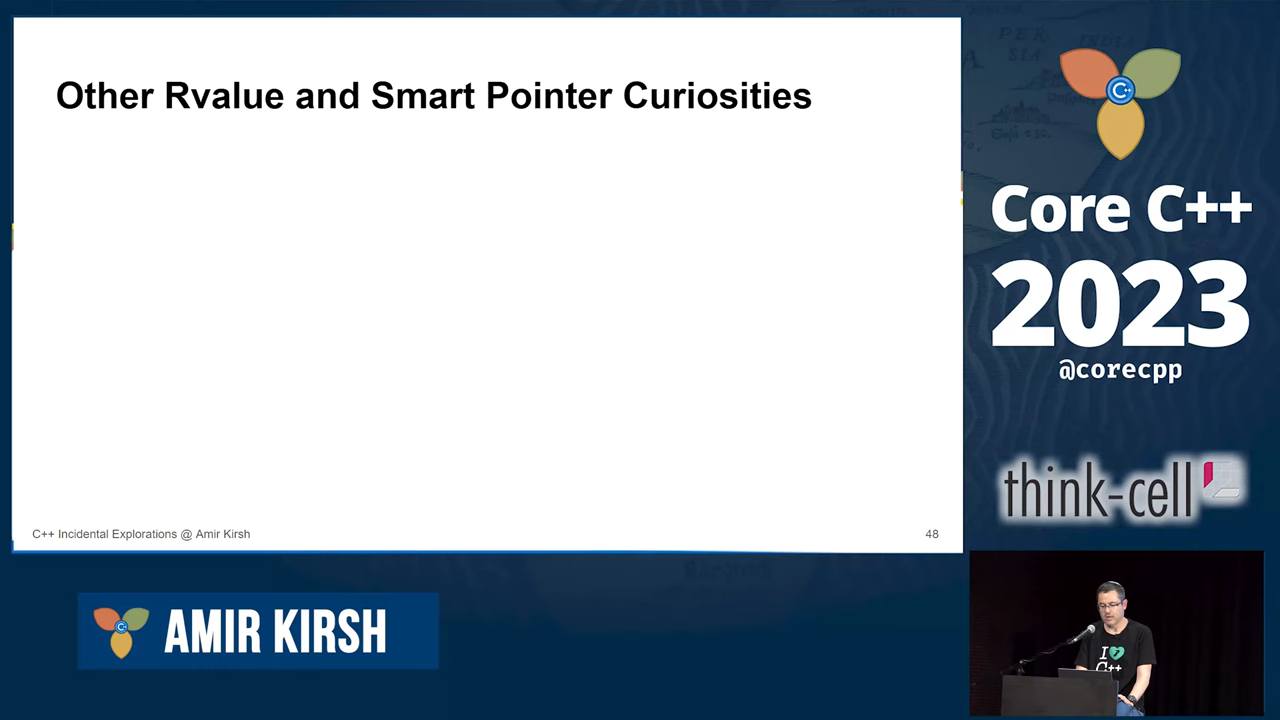 Other Rvalue and Smart Pointer Curiosities
C++ Incidental Explorations @ Amir Kirsh
48
C++
Core C++
2023
@corecpp
think-cell
C++
AMIR KIRSH
I
C++